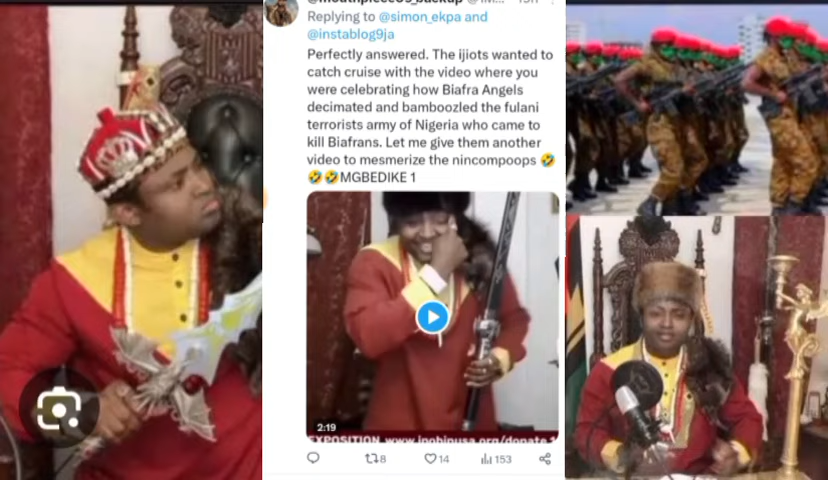 Replying to @simon_ekpa and
@instablog9ja
Perfectly answered. The ijiots wanted to
catch cruise with the video where you
were celebrating how Biafra Angels
decimated and bamboozled the fulani
terrorists army of Nigeria who came to
kill Biafrans. Let me give them another
video to mesmerize the nincompoops 🤣
🤣🤣MGBEDIKE 1
2:19
8
14
153